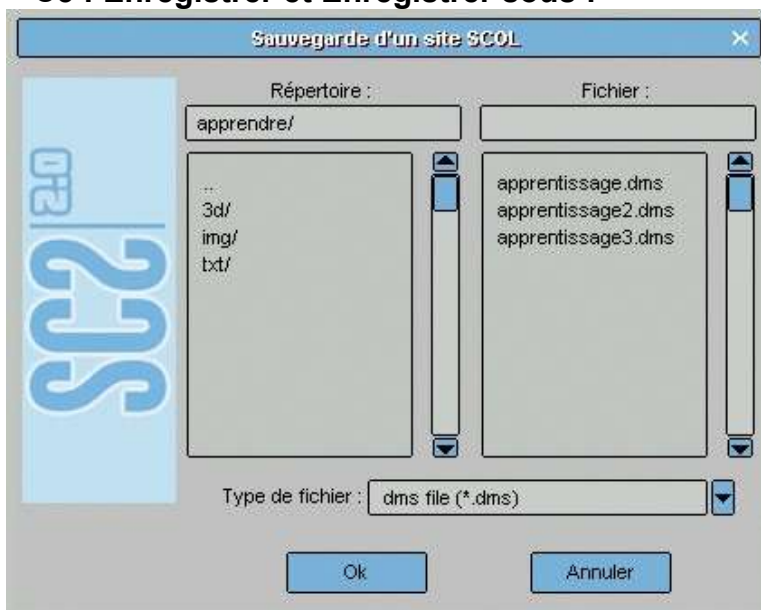 Sauvegarde d'un site SCOL
Répertoire :
Fichier :
apprendre/
..
3d/
img/
txt/
apprentissage.dms
apprentissage2.dms
apprentissage3.dms
SCS
Type de fichier :
dms file (*.dms)
Ok
Annuler